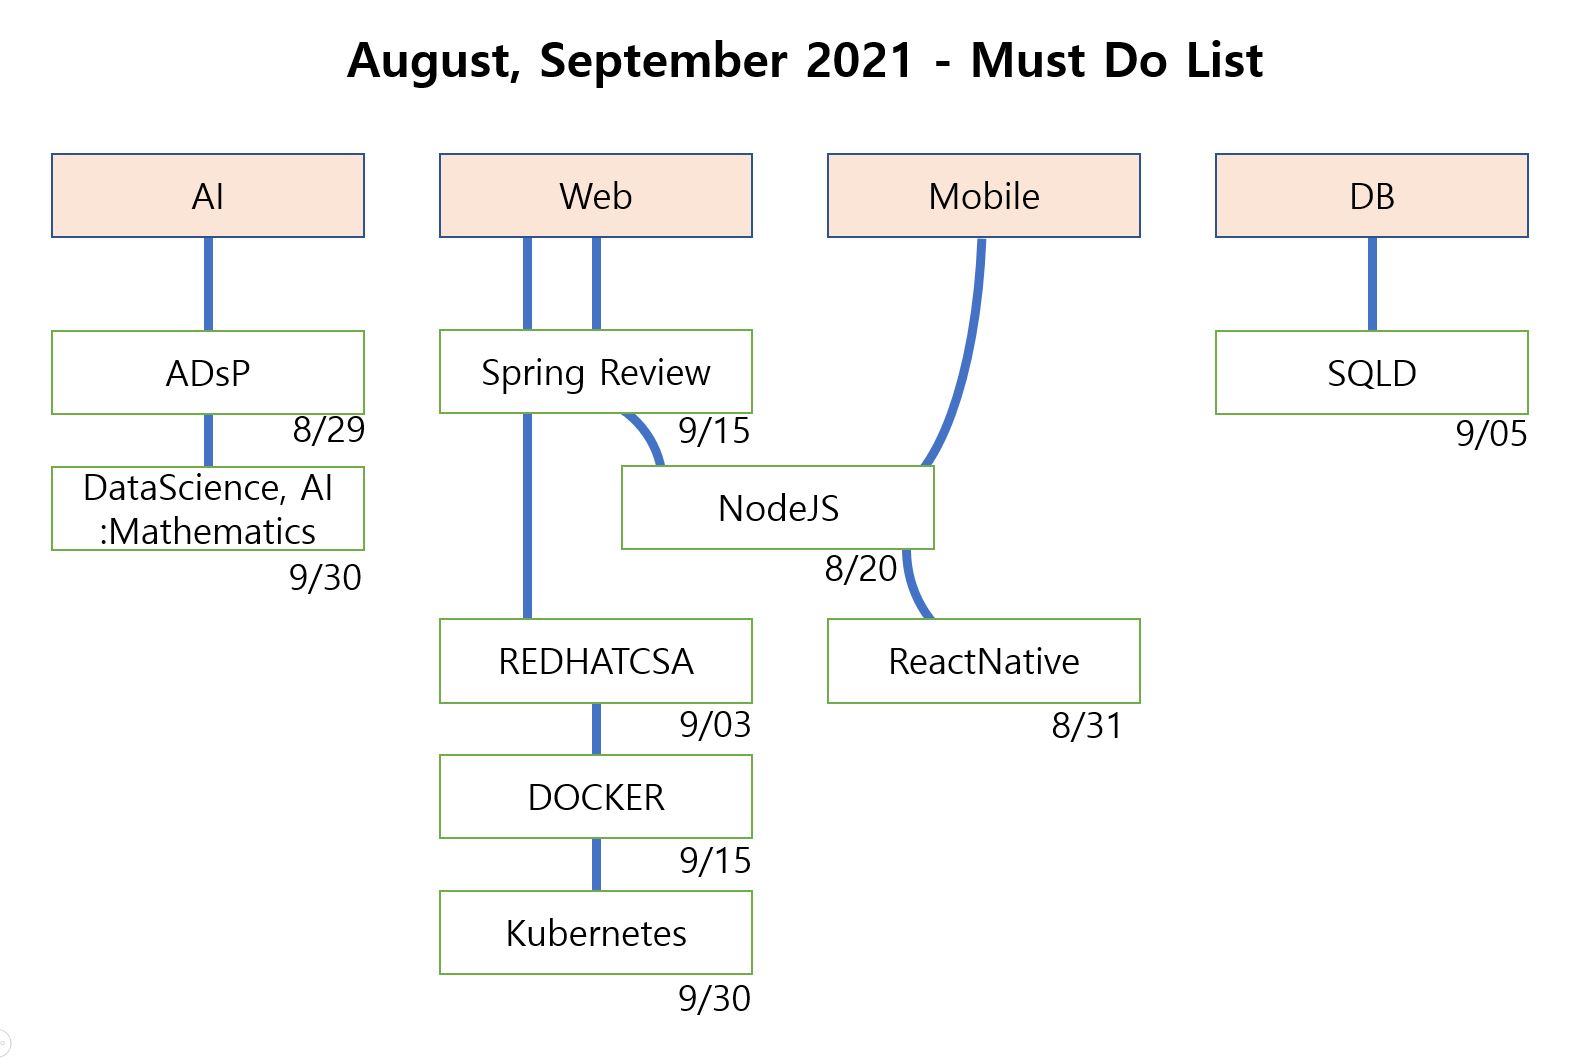 August, September 2021 - Must Do List
AI
Web
Mobile
DB
ADsP
8/29
Spring Review
9/15
SQLD
9/05
DataScience, AI
:Mathematics
9/30
NodeJS
8/20
REDHATCSA
9/03
ReactNative
8/31
DOCKER
9/15
Kubernetes
9/30